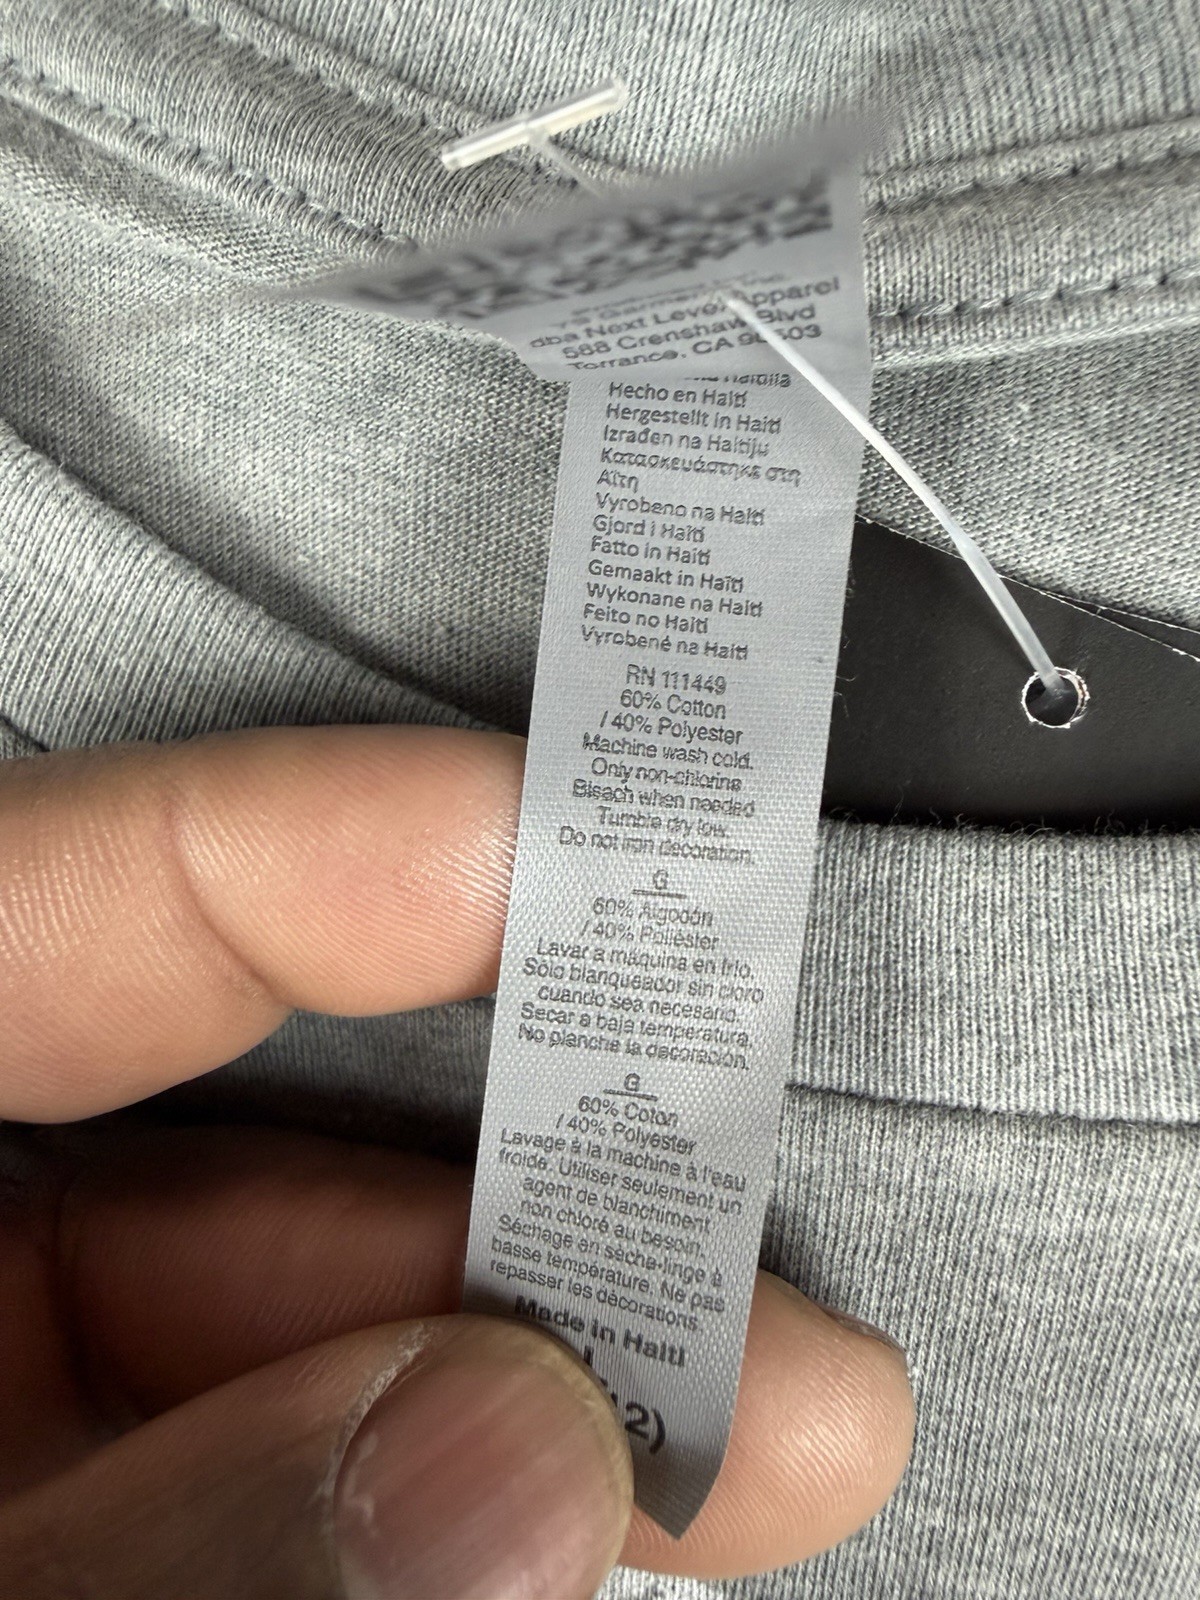 dba Next Level Apparel
588 Crenshaw Blvd
Torrance, CA
Hecho en Haití
Hergestellt in Haiti
Izrađen na Haitiju
Κατασκευάστηκε στη
Αϊτή
Vyrobeno na Haiti
Gjord i Haiti
Fatto in Haiti
Gemaakt in Haïti
Wykonane na Haiti
Feito no Haiti
Vyrobené na Haiti
RN 111449
60% Cotton
/ 40% Polyester
Machine wash cold.
Only non-chlorine
Bleach when needed
Tumble dry low.
Do not iron decoration.
G
60% Algodón
/ 40% Poliéster
Lavar a maquina en frio.
Sólo blanqueador sin cloro
cuando sea necesario.
Secar a baja temperatura.
No planche la decoración.
G
60% Coton
/ 40% Polyester
Lavage à la machine à l'eau
froide. Utiliser seulement un
agent de blanchiment
non chloré au besoin.
Séchage en sèche-linge à
basse température. Ne pas
repasser les décorations.
Made in Haiti
2)